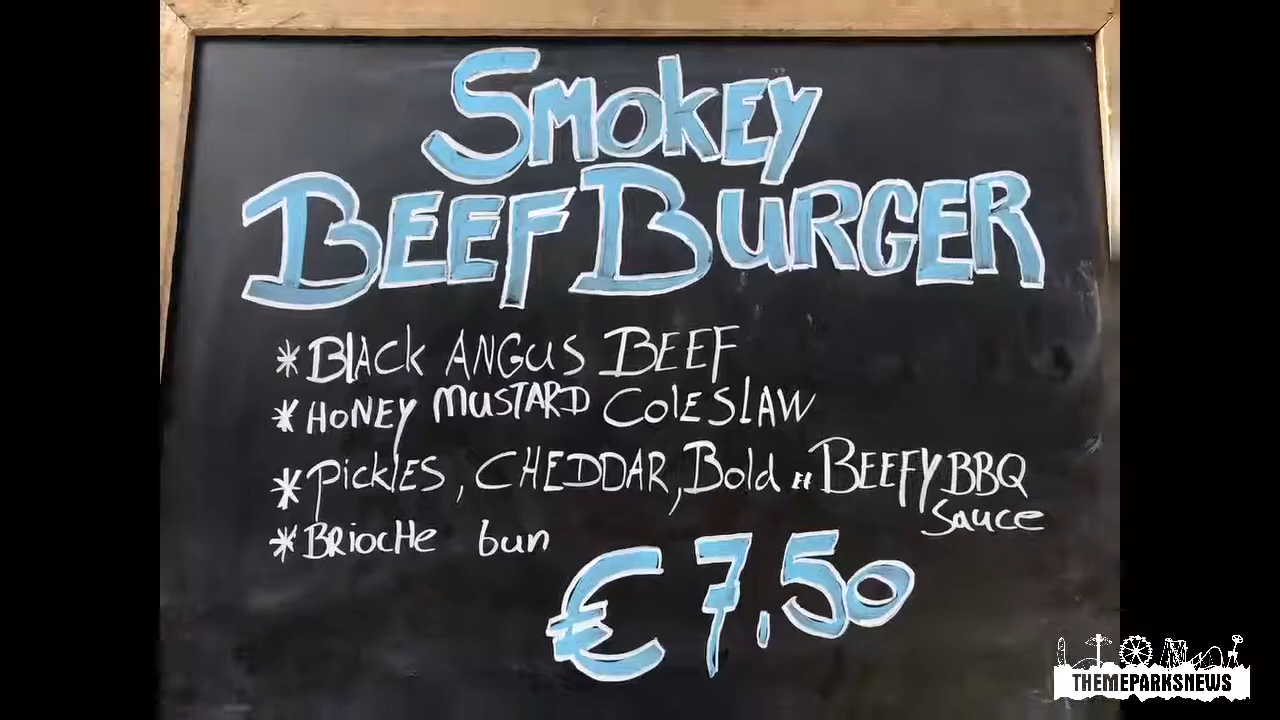 SMOKEY
BEEF BURGER
*BLACK ANGUS BEEF
*HONEY MUSTARD COLESLAW
*PickLES, CHEDDAR, Bold " BEEFY BBQ
Sauce
*BRiocHe bun
€ 7,50
THEMEPARKSNEWS